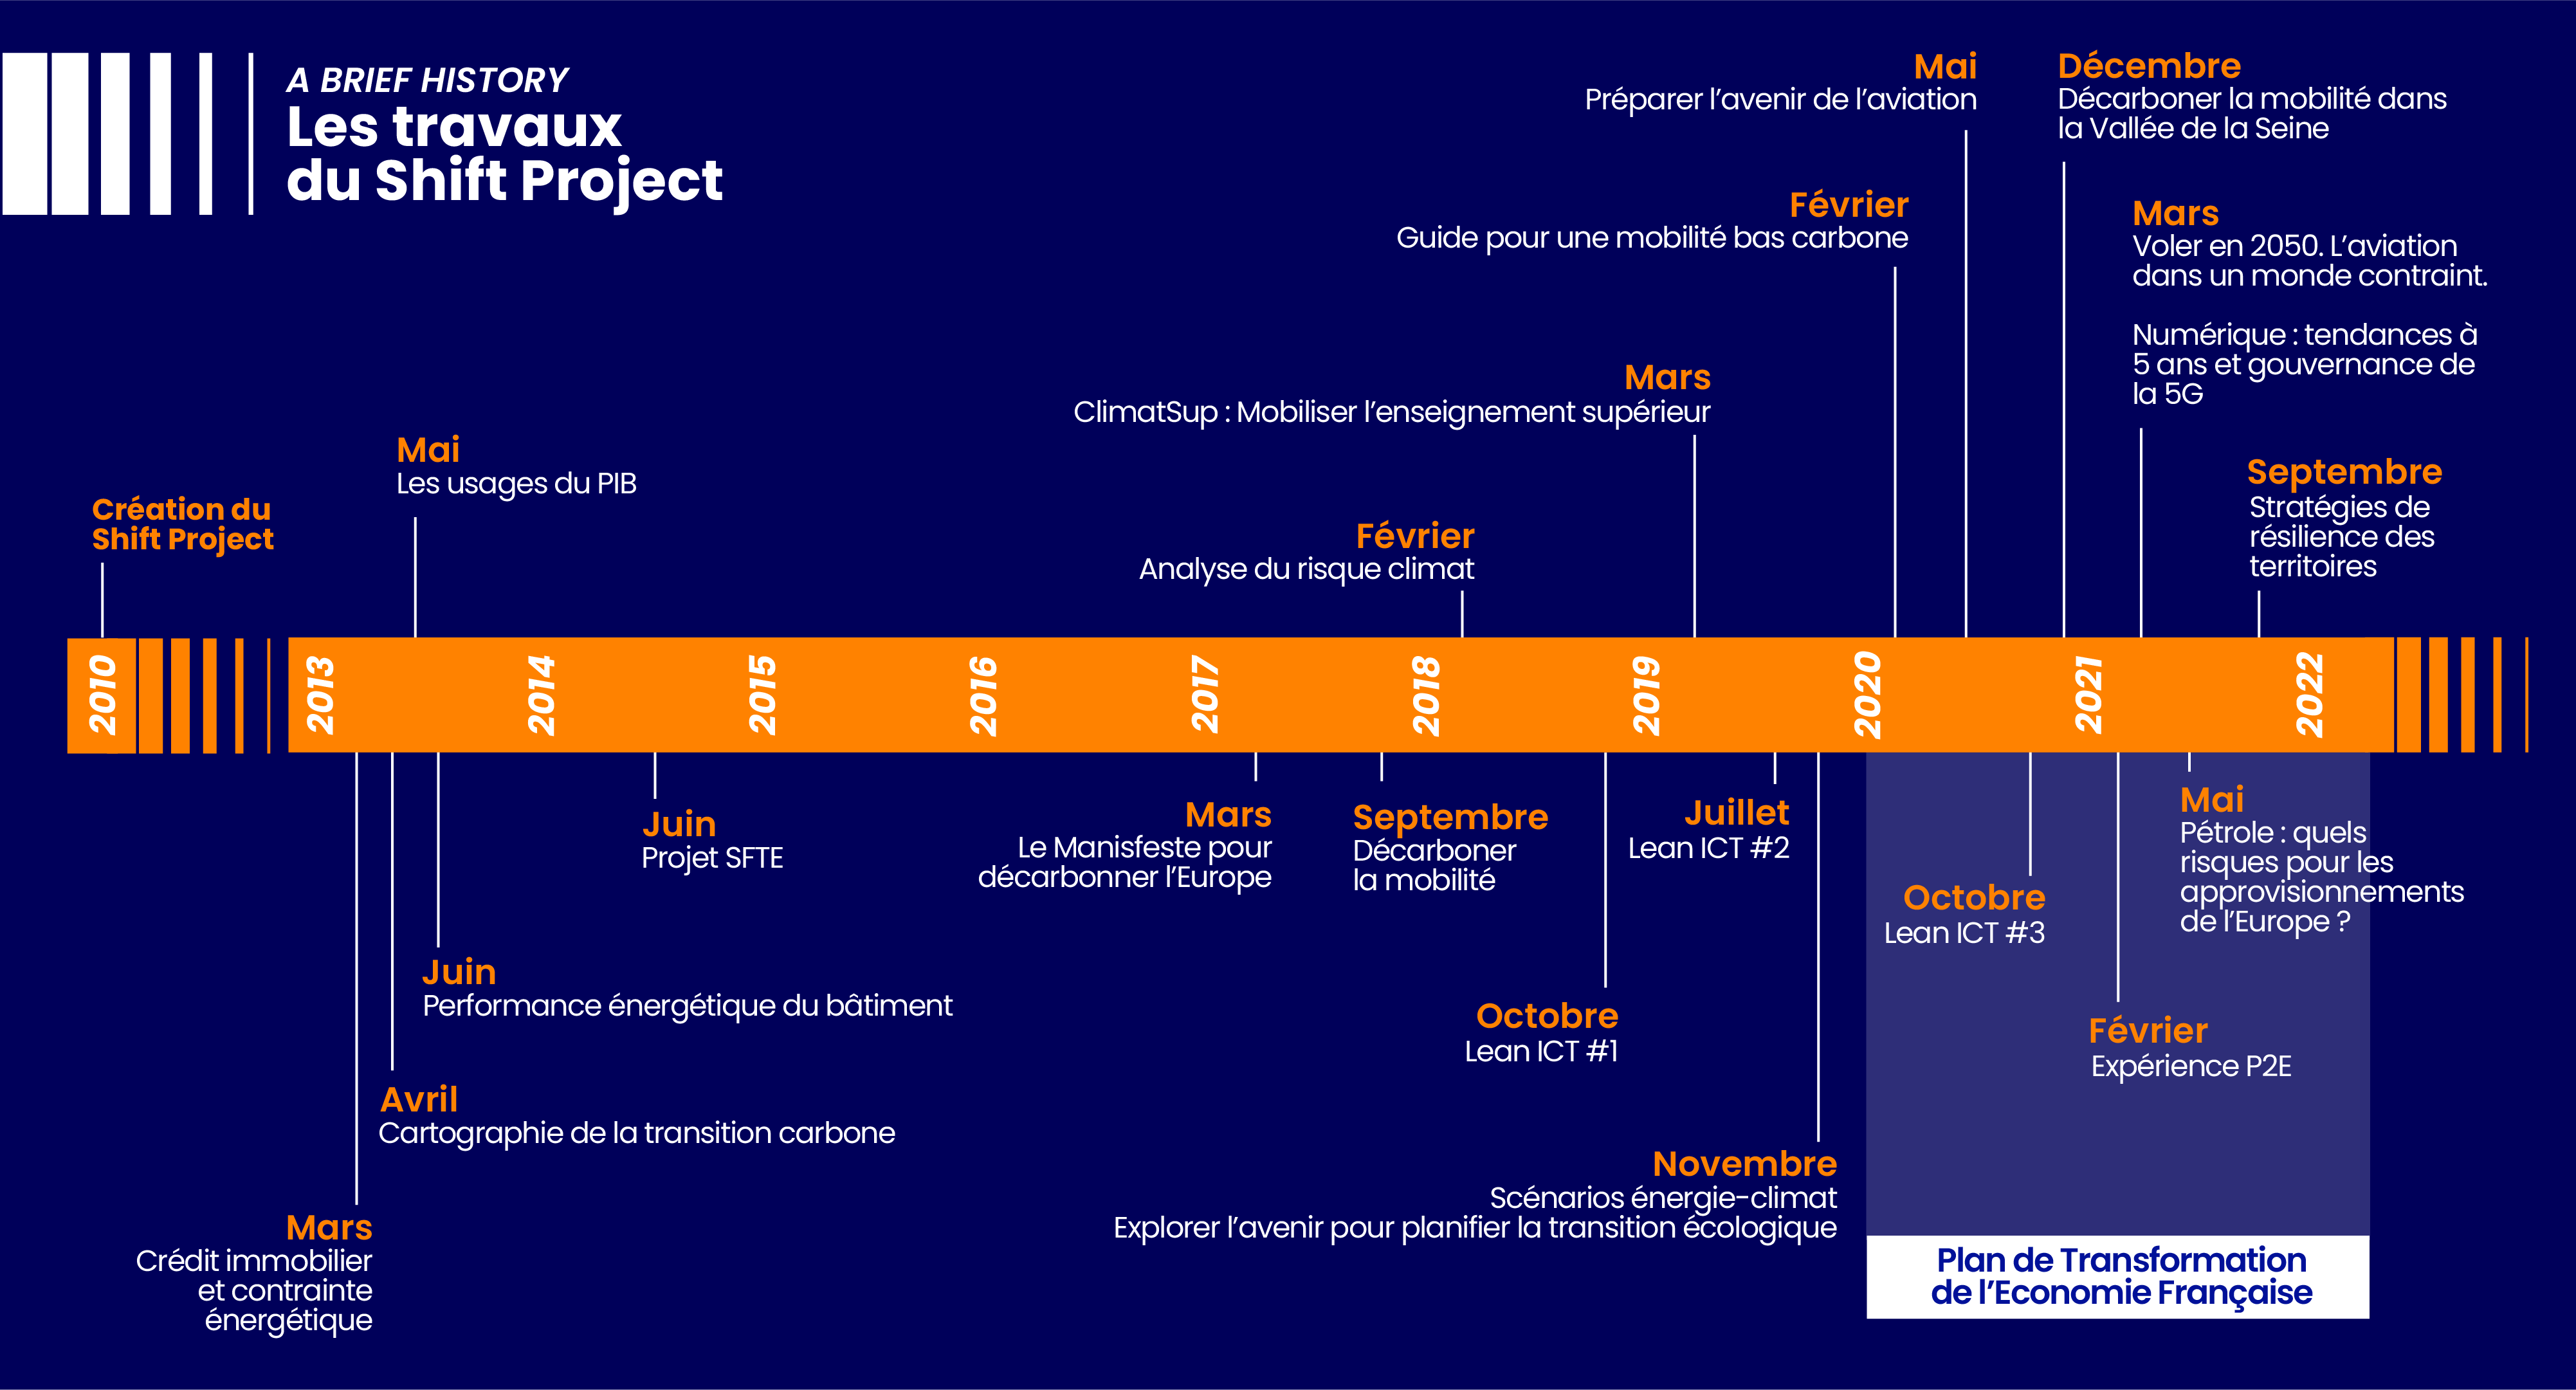 A BRIEF HISTORY
Les travaux
du Shift Project
Mai
Préparer l’avenir de l’aviation
Décembre
Décarboner la mobilité dans
la Vallée de la Seine
Février
Guide pour une mobilité bas carbone
Mars
Voler en 2050. L’aviation
dans un monde contraint.
Numérique : tendances à
5 ans et gouvernance de
la 5G
Mars
ClimatSup : Mobiliser l’enseignement supérieur
Mai
Les usages du PIB
Septembre
Stratégies de
résilience des
territoires
Création du
Shift Project
Février
Analyse du risque climat
2010
2013
2014
2015
2016
2017
2018
2019
2020
2021
2022
Juin
Projet SFTE
Mars
Le Manisfeste pour
décarbonner l’Europe
Septembre
Décarboner
la mobilité
Juillet
Lean ICT #2
Mai
Pétrole : quels
risques pour les
approvisionnements
de l’Europe ?
Octobre
Lean ICT #3
Juin
Performance énergétique du bâtiment
Octobre
Lean ICT #1
Février
Expérience P2E
Avril
Cartographie de la transition carbone
Novembre
Scénarios énergie-climat
Explorer l’avenir pour planifier la transition écologique
Mars
Crédit immobilier
et contrainte
énergétique
Plan de Transformation
de l’Economie Française